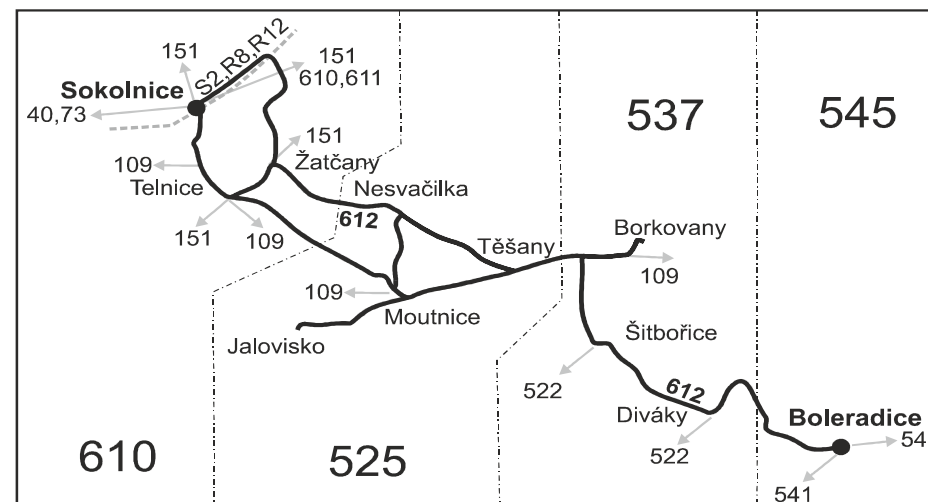 151
S2,R8,R12
151
610,611
Sokolnice
40,73
537
545
151
Žatčany
109
Telnice
Nesvačilka
612
151
109
Těšany
Borkovany
109
109
Moutnice
Jalovisko
Šitbořice
522
612
Diváky
522
Boleradice
54
541
610
525